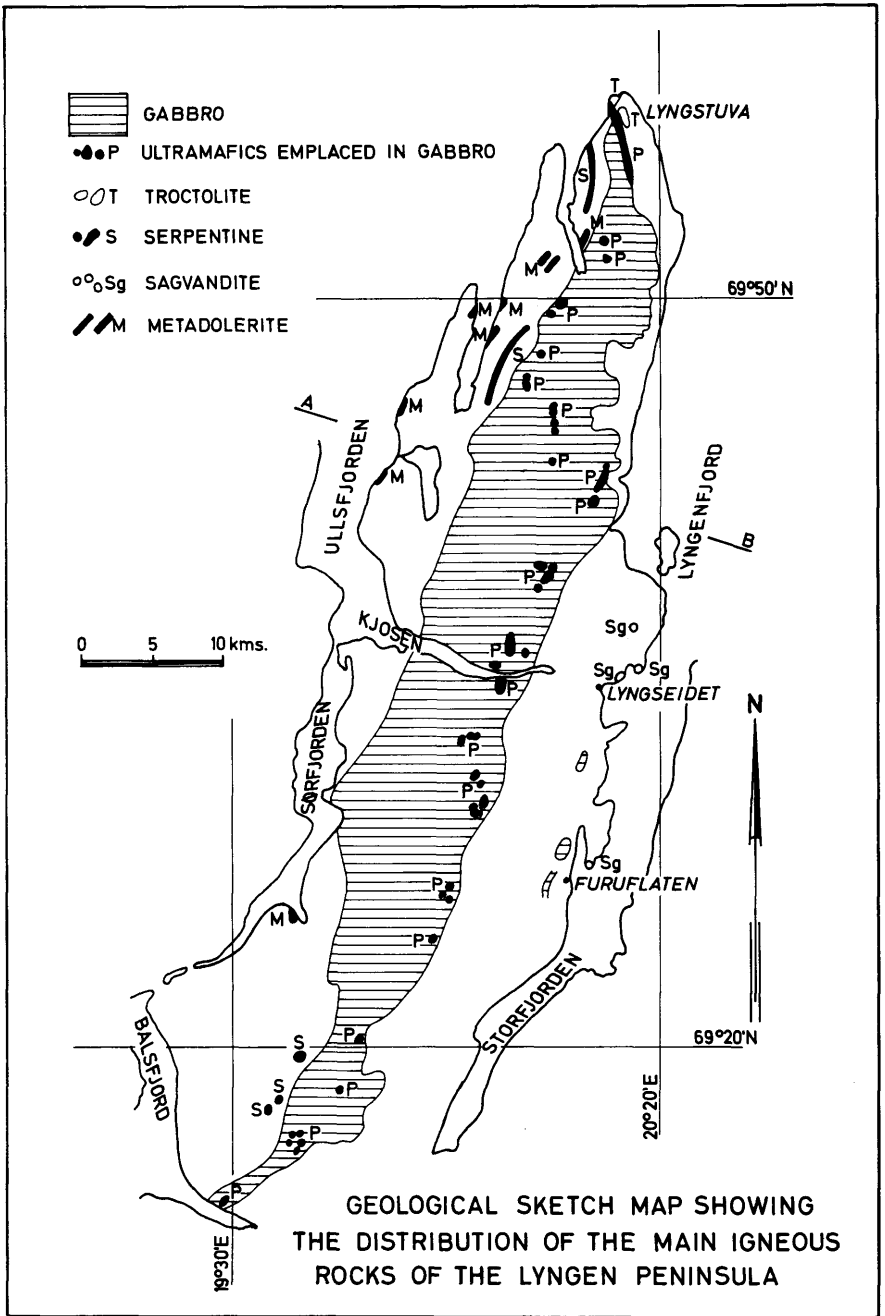 GABBRO
P ULTRAMAFICS EMPLACED IN GABBRO
T TROCTOLITE
S SERPENTINE
Sg SAGVANDITE
M METADOLERITE
T
LYNGSTUVA
T
P
S
M
P
P
M
69°50'N
M
M
P
M
S
P
P
A
M
P
ULLSFJORDEN
P
M
P
P
LYNGENFJORD
B
P
0 5 10 kms.
KJOSEN
Sg
P
Sg
Sg
P
LYNGSEIDET
N
SØRFJORDEN
P
P
Sg
P
FURUFLATEN
M
P
STORFJORDEN
BALSFJORD
S
P
69°20'N
S
P
S
P
20°20'E
P
19°30'E
GEOLOGICAL SKETCH MAP SHOWING
THE DISTRIBUTION OF THE MAIN IGNEOUS
ROCKS OF THE LYNGEN PENINSULA